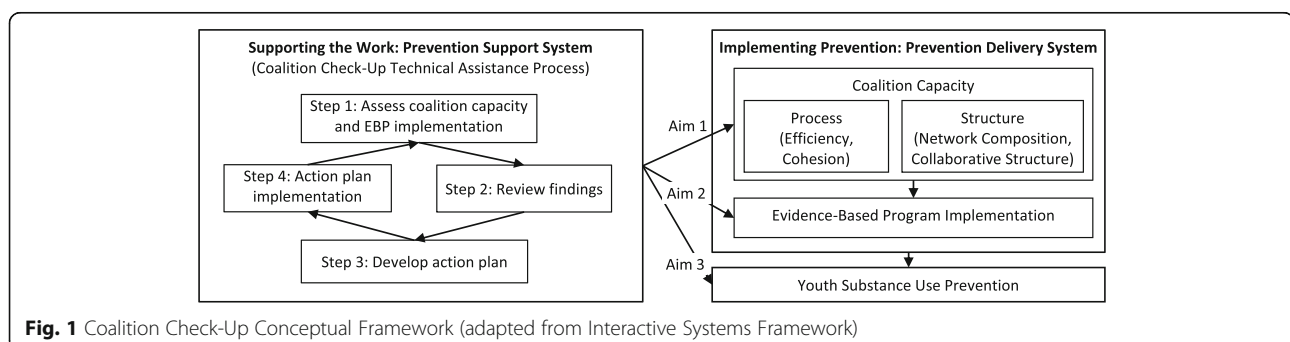 Supporting the Work: Prevention Support System
(Coalition Check-Up Technical Assistance Process)
Step 1: Assess coalition capacity
and EBP implementation
Step 4: Action plan
implementation
Step 2: Review findings
Step 3: Develop action plan
Aim 1
Aim 2
Aim 3
Implementing Prevention: Prevention Delivery System
Coalition Capacity
Process
(Efficiency,
Cohesion)
Structure
(Network Composition,
Collaborative Structure)
Evidence-Based Program Implementation
Youth Substance Use Prevention
Fig. 1 Coalition Check-Up Conceptual Framework (adapted from Interactive Systems Framework)